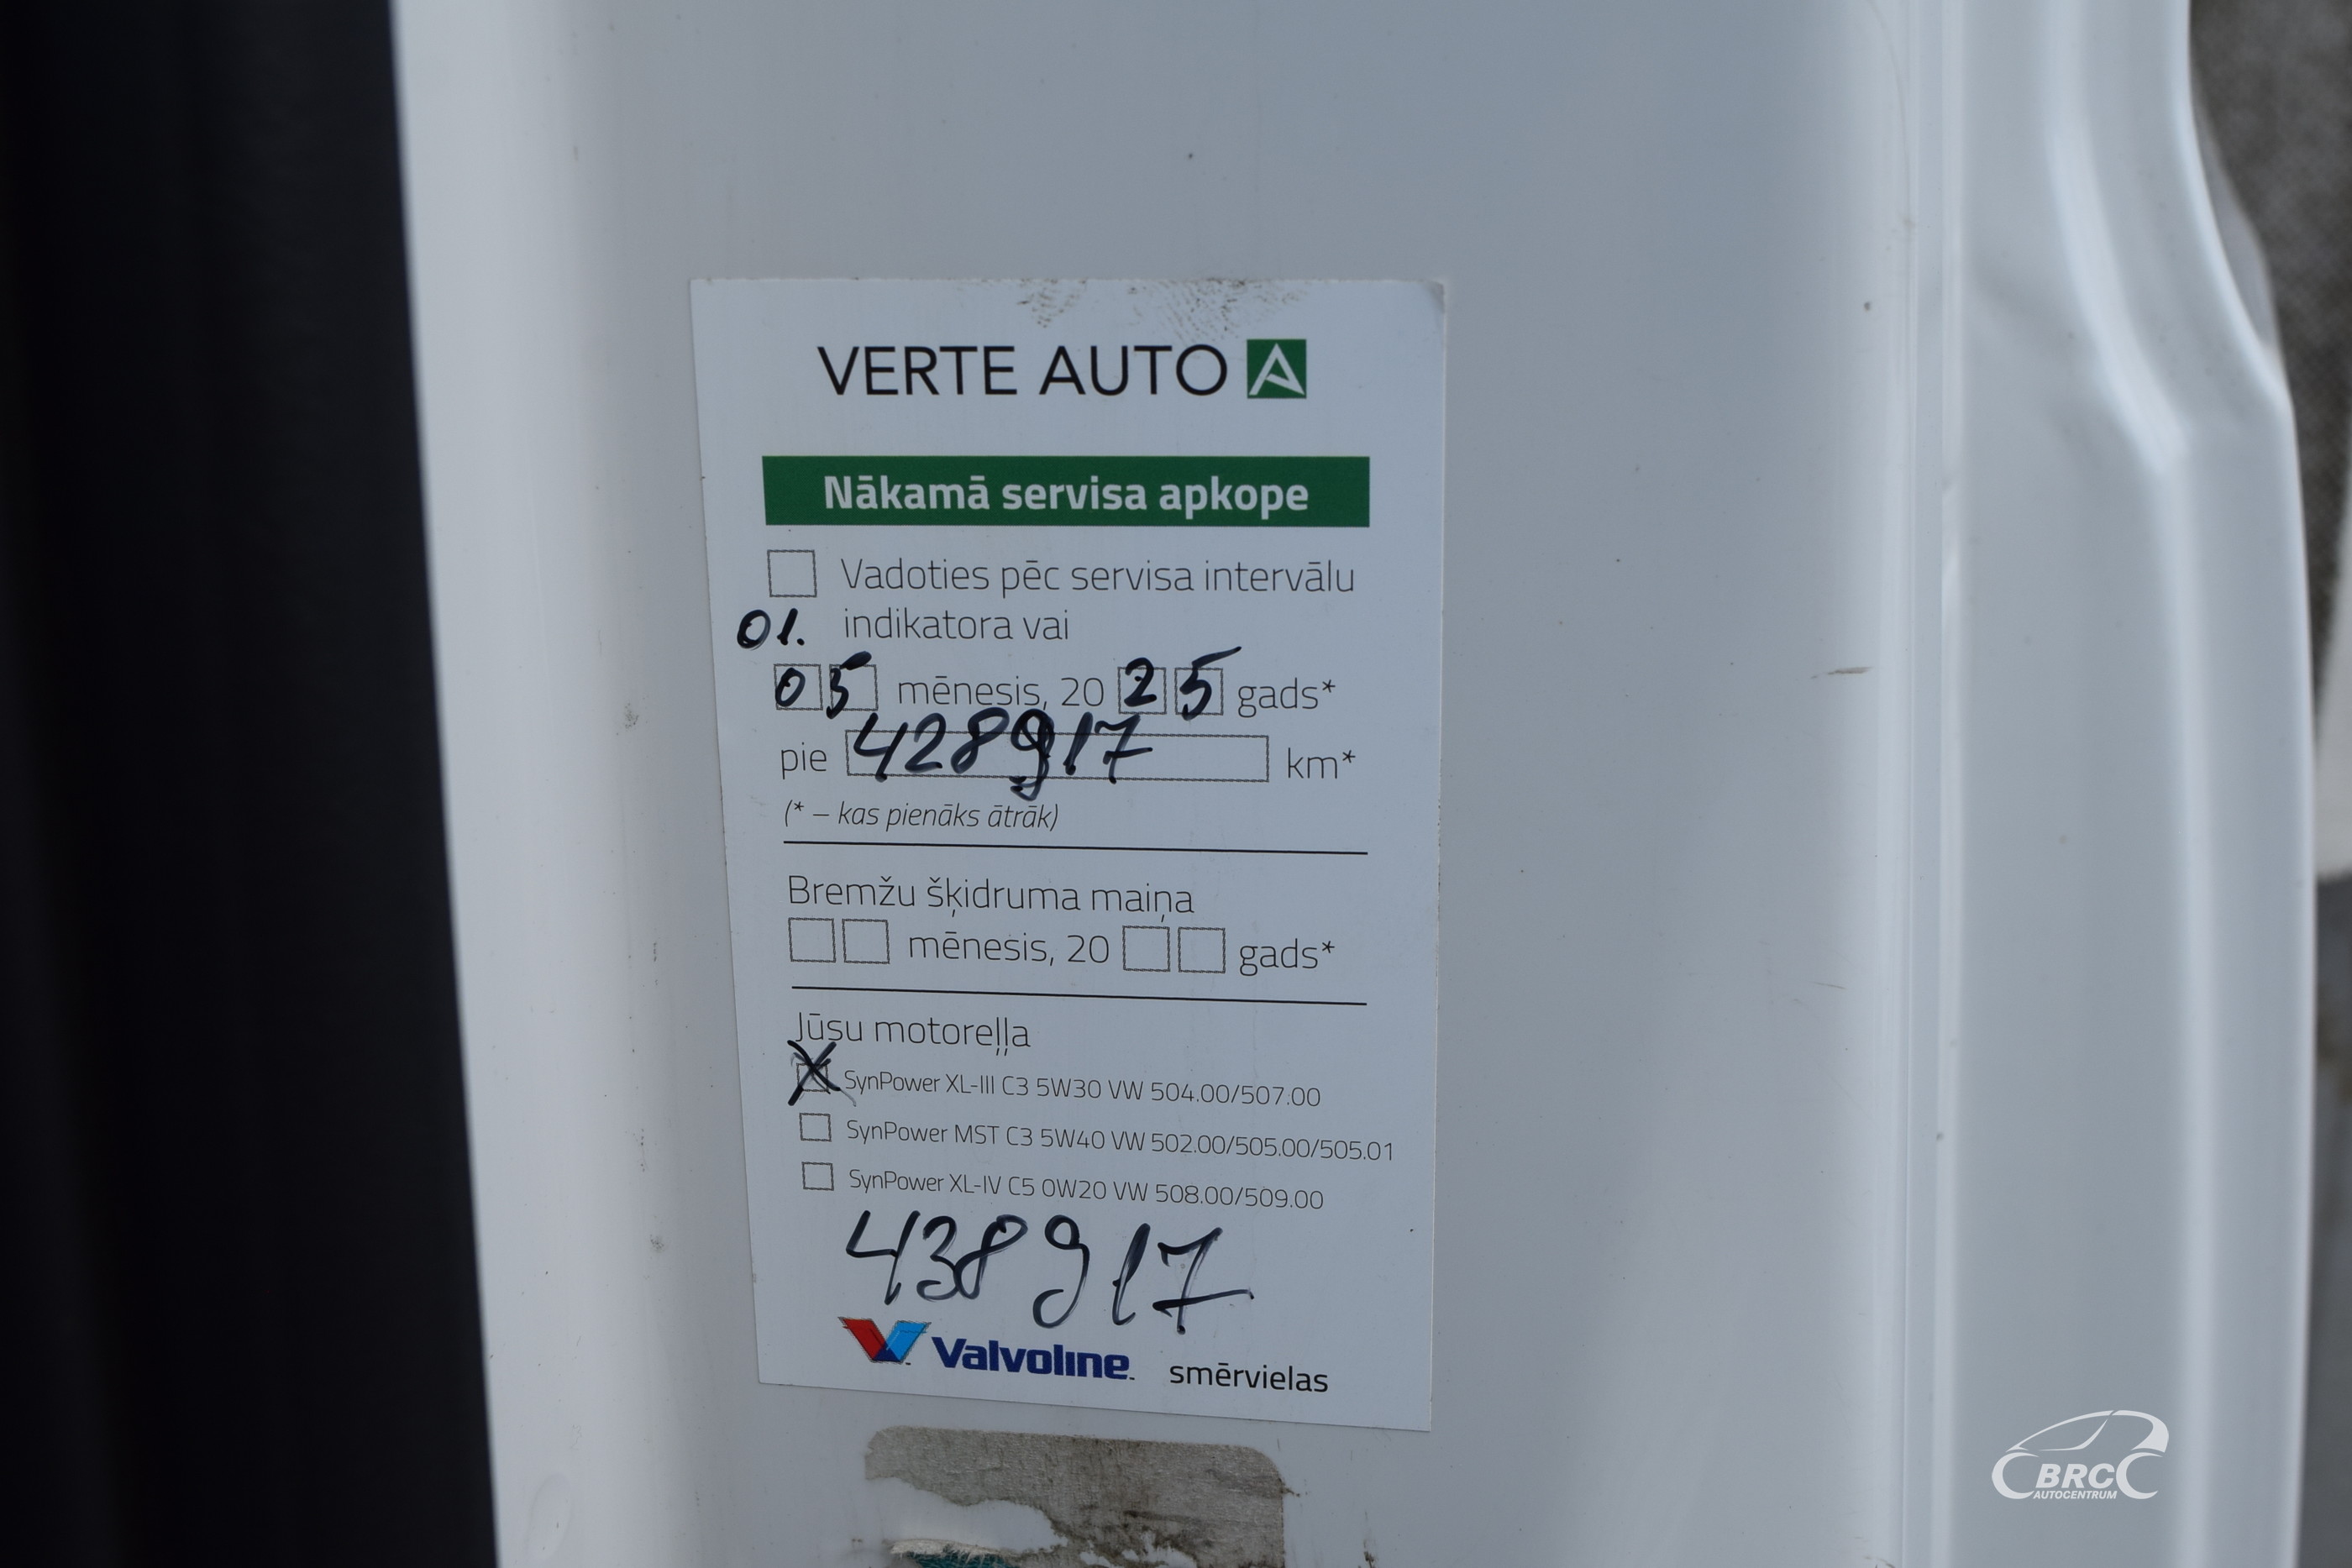 VERTE AUTO
Nākamā servisa apkope
Vadoties pēc servisa intervālu
01. indikatora vai
05 mēnesis, 20 25 gads*
pie 428917 km*
(* – kas pienāks ātrāk)
Bremžu šķidruma maiņa
mēnesis, 20 gads*
Jūsu motoreļļa
X SynPower XL-III C3 5W30 VW 504.00/507.00
SynPower MST C3 5W40 VW 502.00/505.00/505.01
SynPower XL-IV C5 0W20 VW 508.00/509.00
438917
Valvoline™ smērvielas
BRC
AUTOCENTRUM